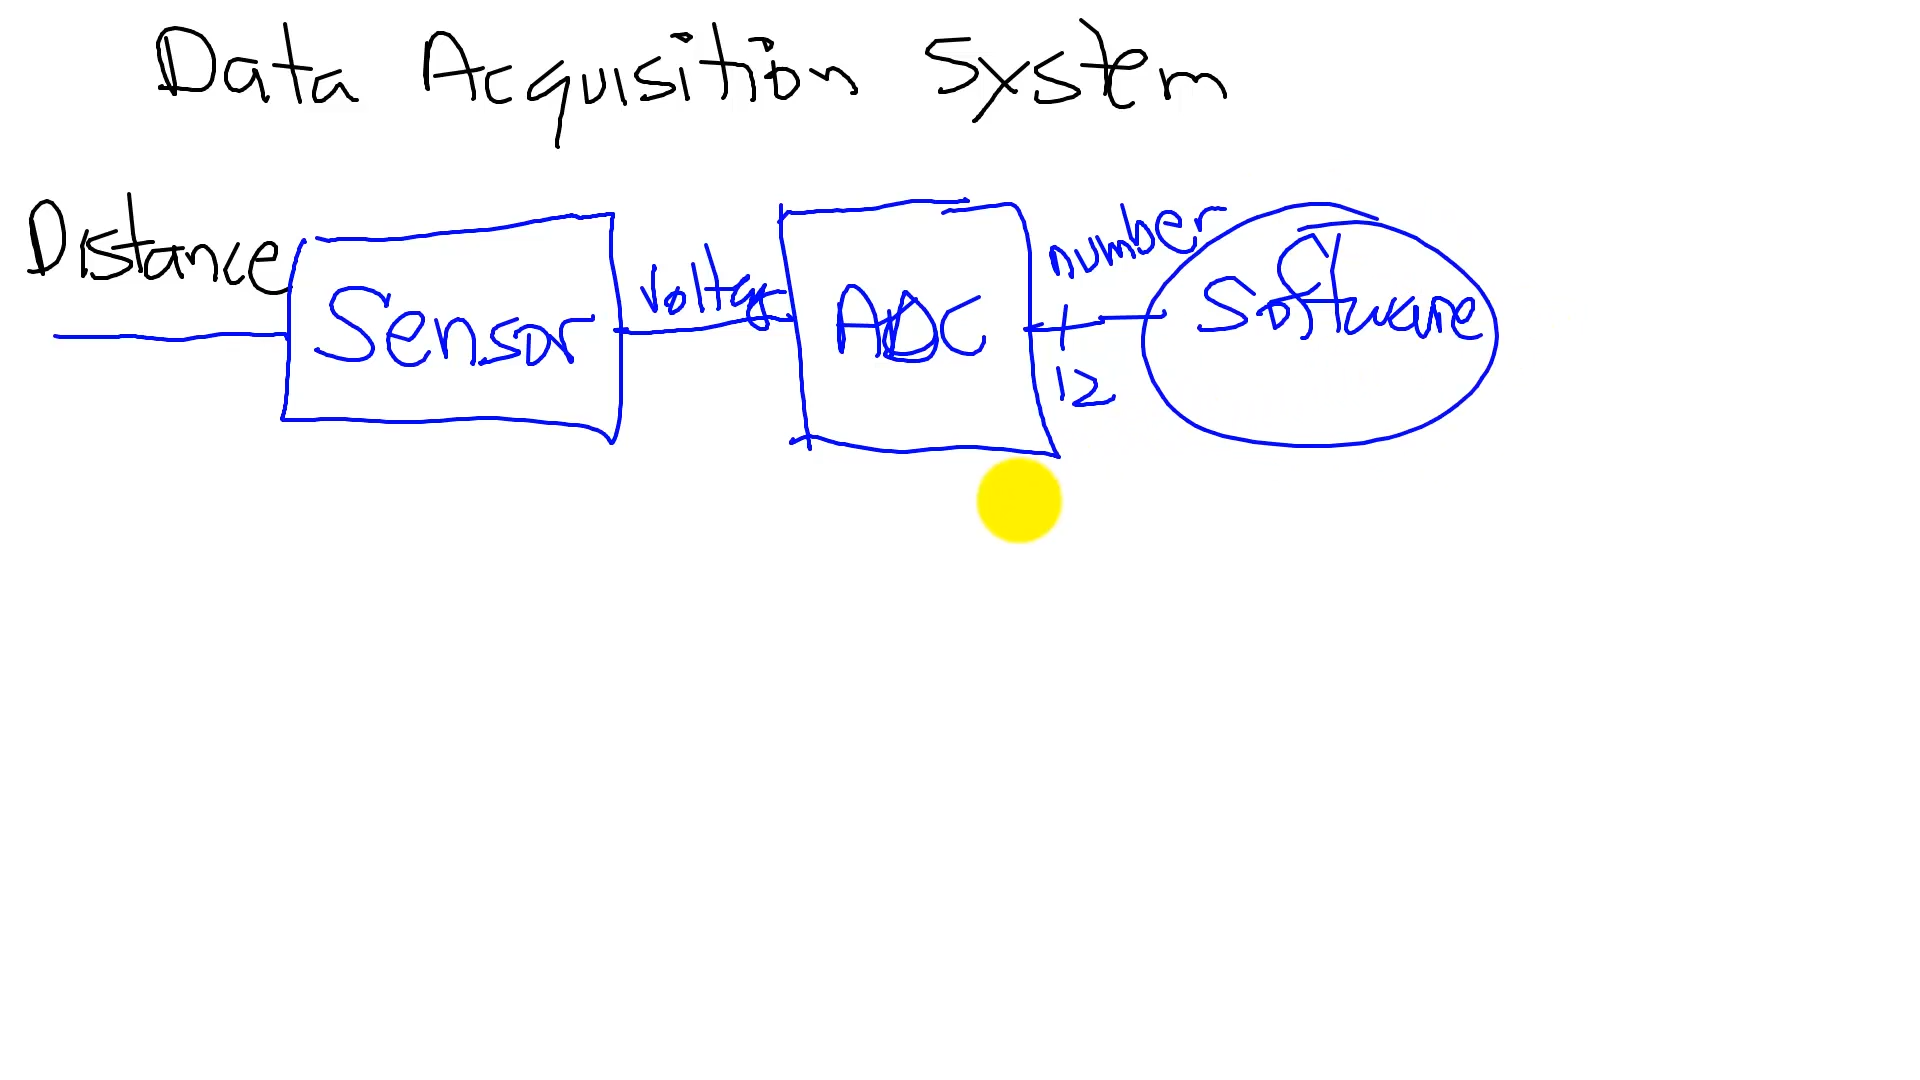 Data Acquisition System
Distance
Sensor
Voltage
ADC
number
12
Software